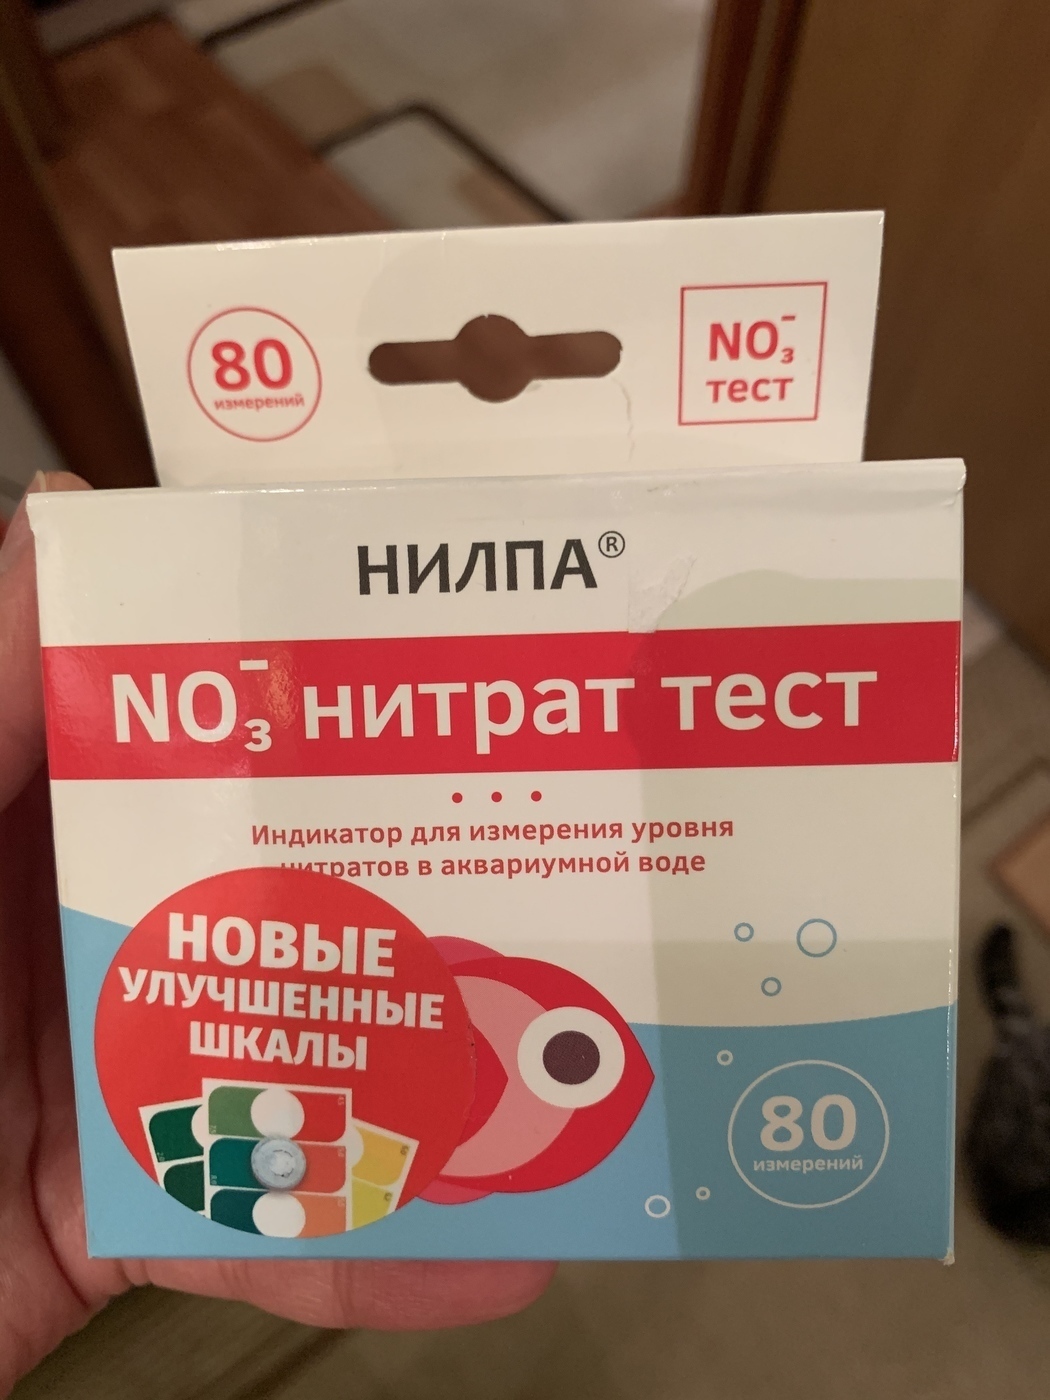 80
измерений
NO₃⁻
тест
НИЛПА®
NO₃⁻ нитрат тест
Индикатор для измерения уровня
нитратов в аквариумной воде
НОВЫЕ
УЛУЧШЕННЫЕ
ШКАЛЫ
80
измерений